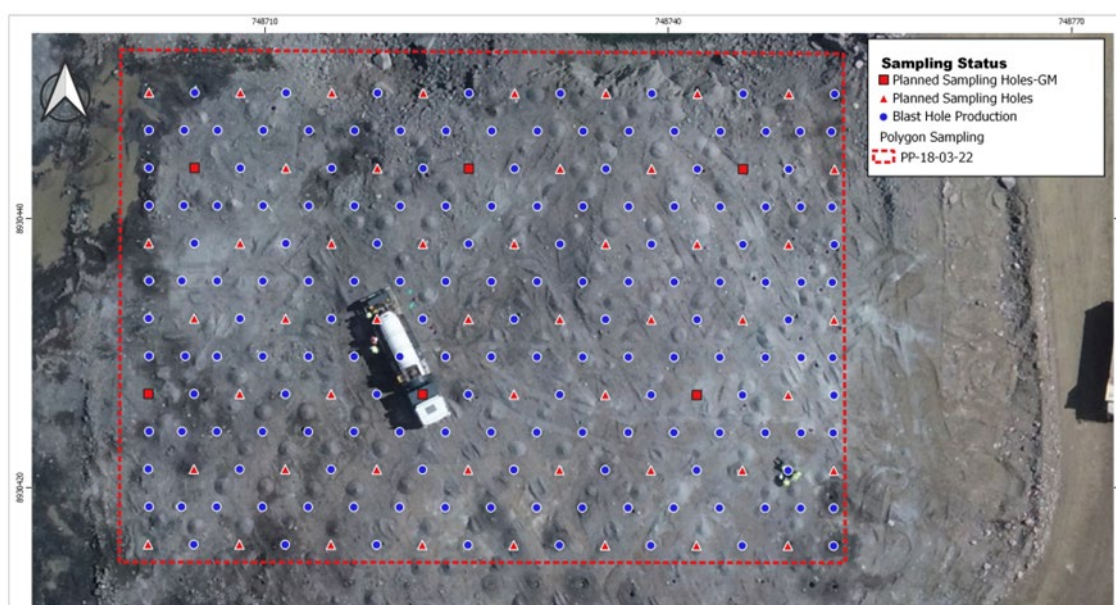 748710 748740 748770
Sampling Status
Planned Sampling Holes-GM
Planned Sampling Holes
Blast Hole Production
Polygon Sampling
PP-18-03-22
8930440
8930420